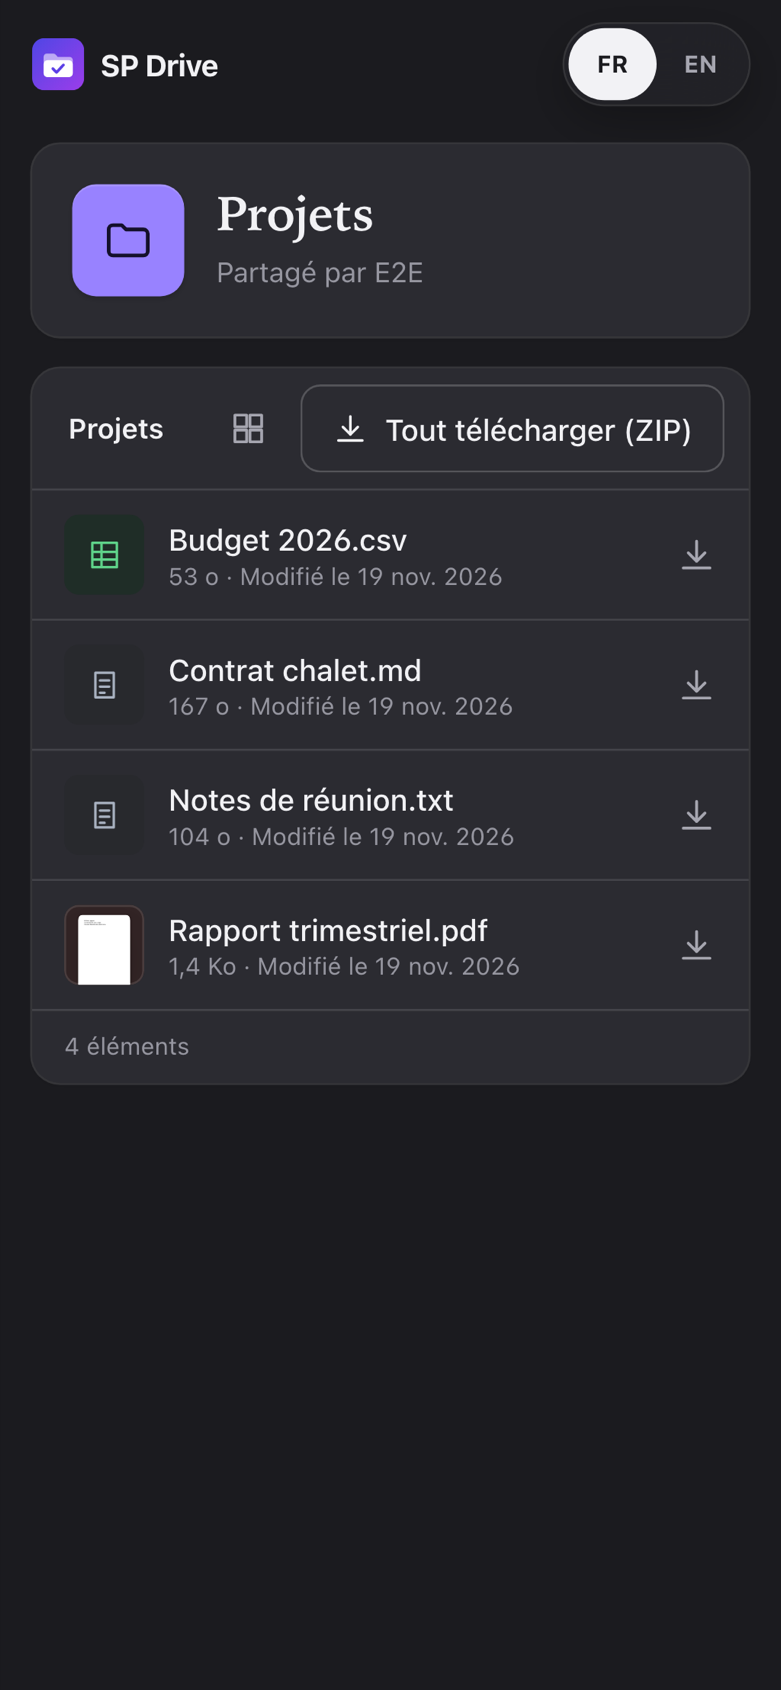 SP Drive
FR EN
Projets
Partagé par E2E
Projets
Tout télécharger (ZIP)
Budget 2026.csv
53 o · Modifié le 19 nov. 2026
Contrat chalet.md
167 o · Modifié le 19 nov. 2026
Notes de réunion.txt
104 o · Modifié le 19 nov. 2026
Rapport trimestriel.pdf
1,4 Ko · Modifié le 19 nov. 2026
4 éléments